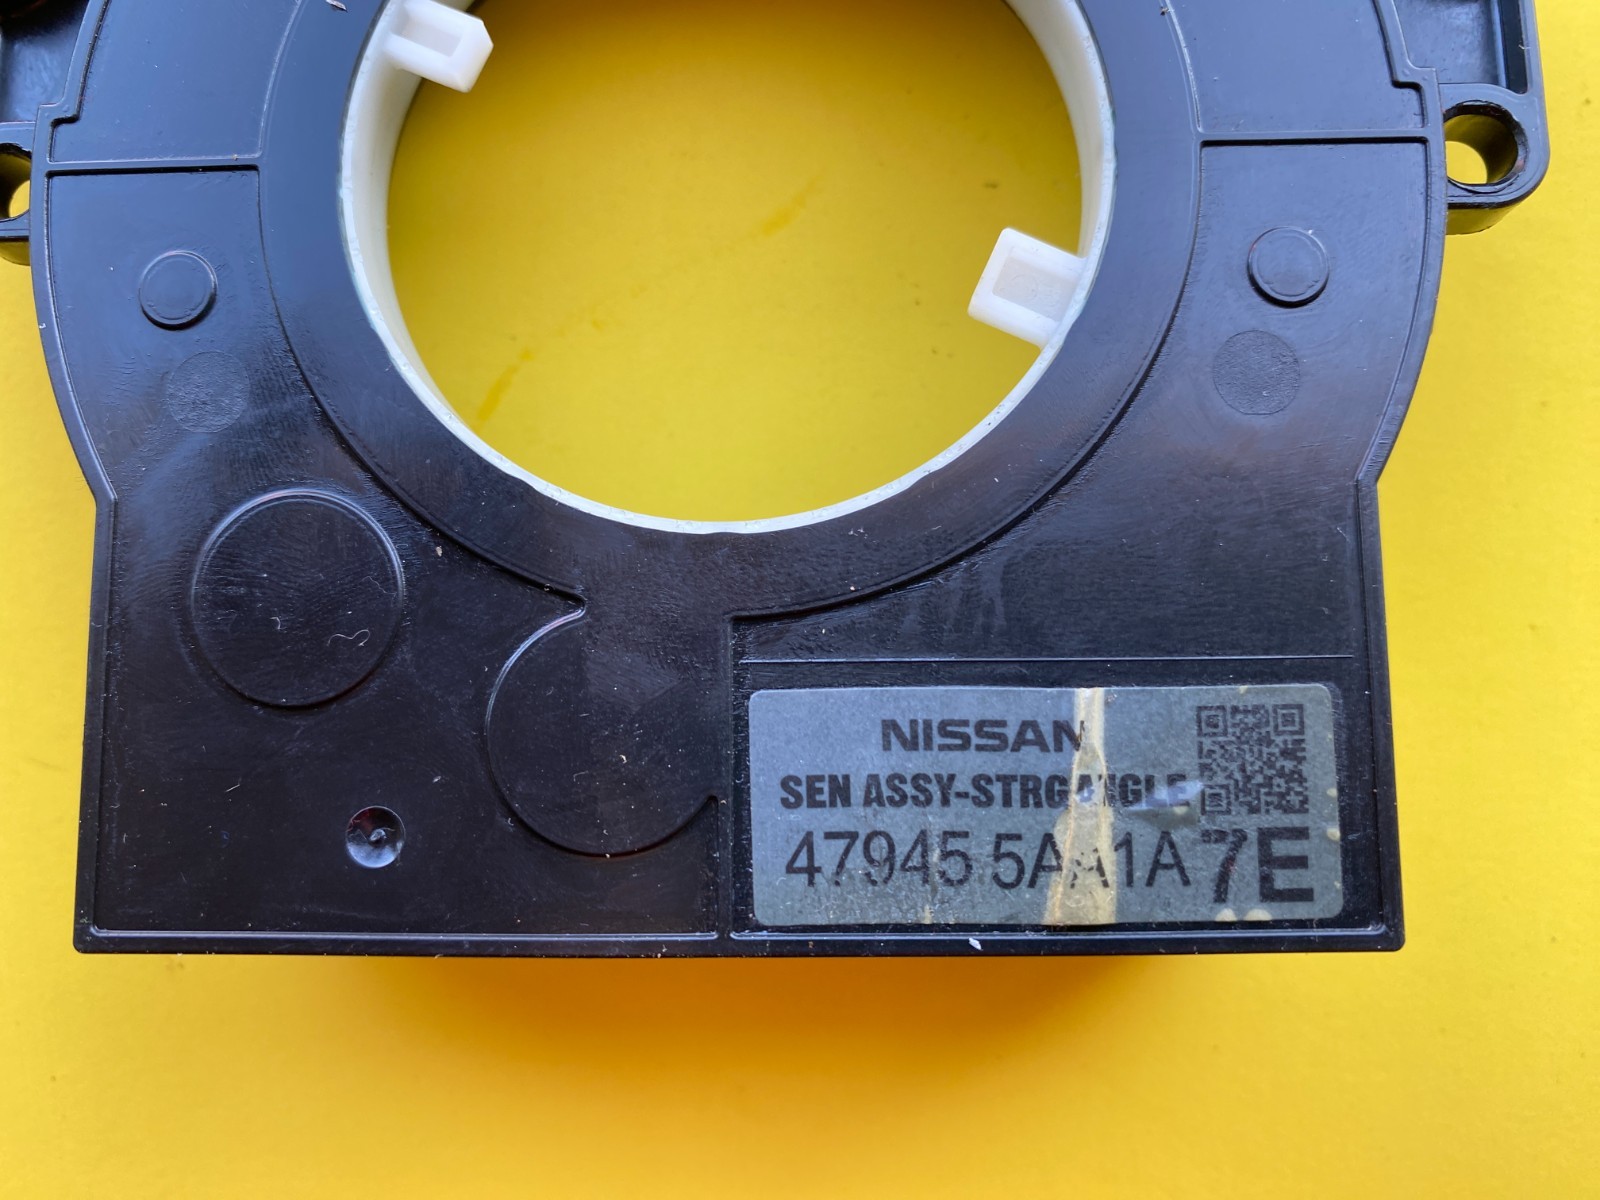 NISSAN
SEN ASSY-STRG ANGLE
47945 5AA1A 7E